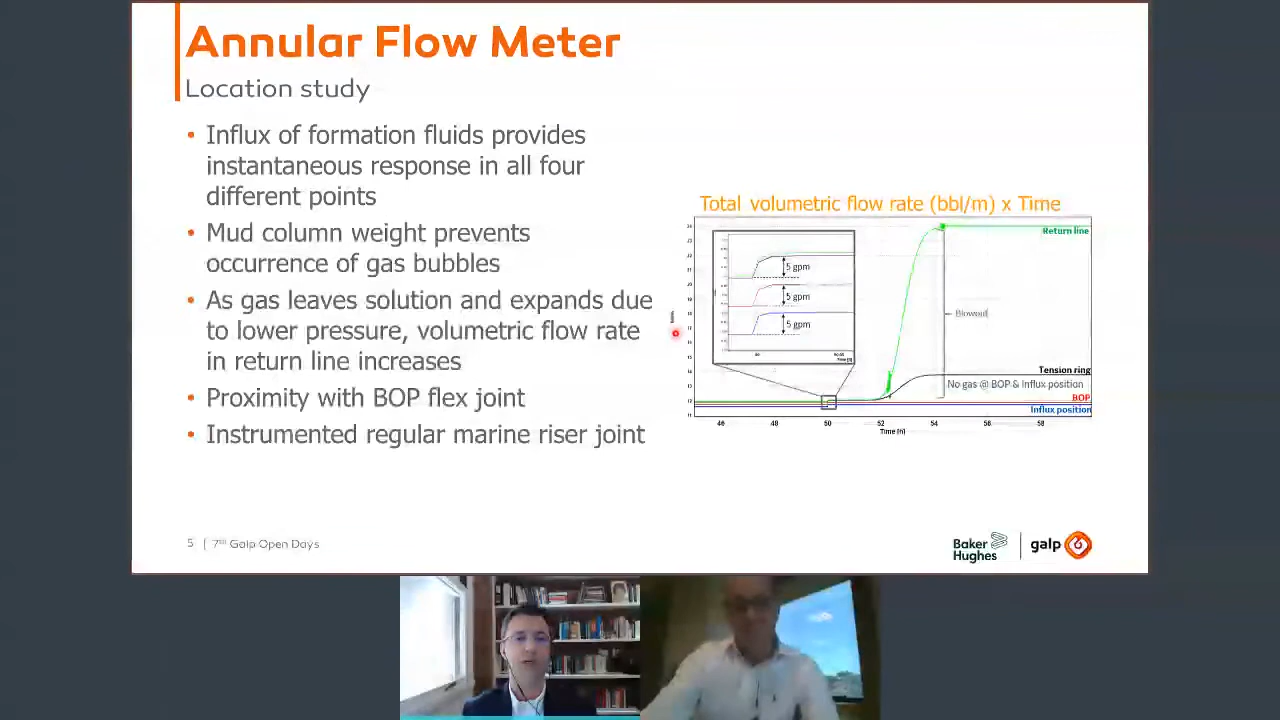 Annular Flow Meter
Location study
• Influx of formation fluids provides
instantaneous response in all four
different points
• Mud column weight prevents
occurrence of gas bubbles
• As gas leaves solution and expands due
to lower pressure, volumetric flow rate
in return line increases
• Proximity with BOP flex joint
• Instrumented regular marine riser joint
Total volumetric flow rate (bbl/m) x Time
Return line
5 gpm
5 gpm
5 gpm
Blowout
Tension ring
No gas @ BOP & Influx position
BOP
Influx position
46 48 50 52 54 56 58
Time [h]
5 | 7th Galp Open Days
Baker
Hughes
galp